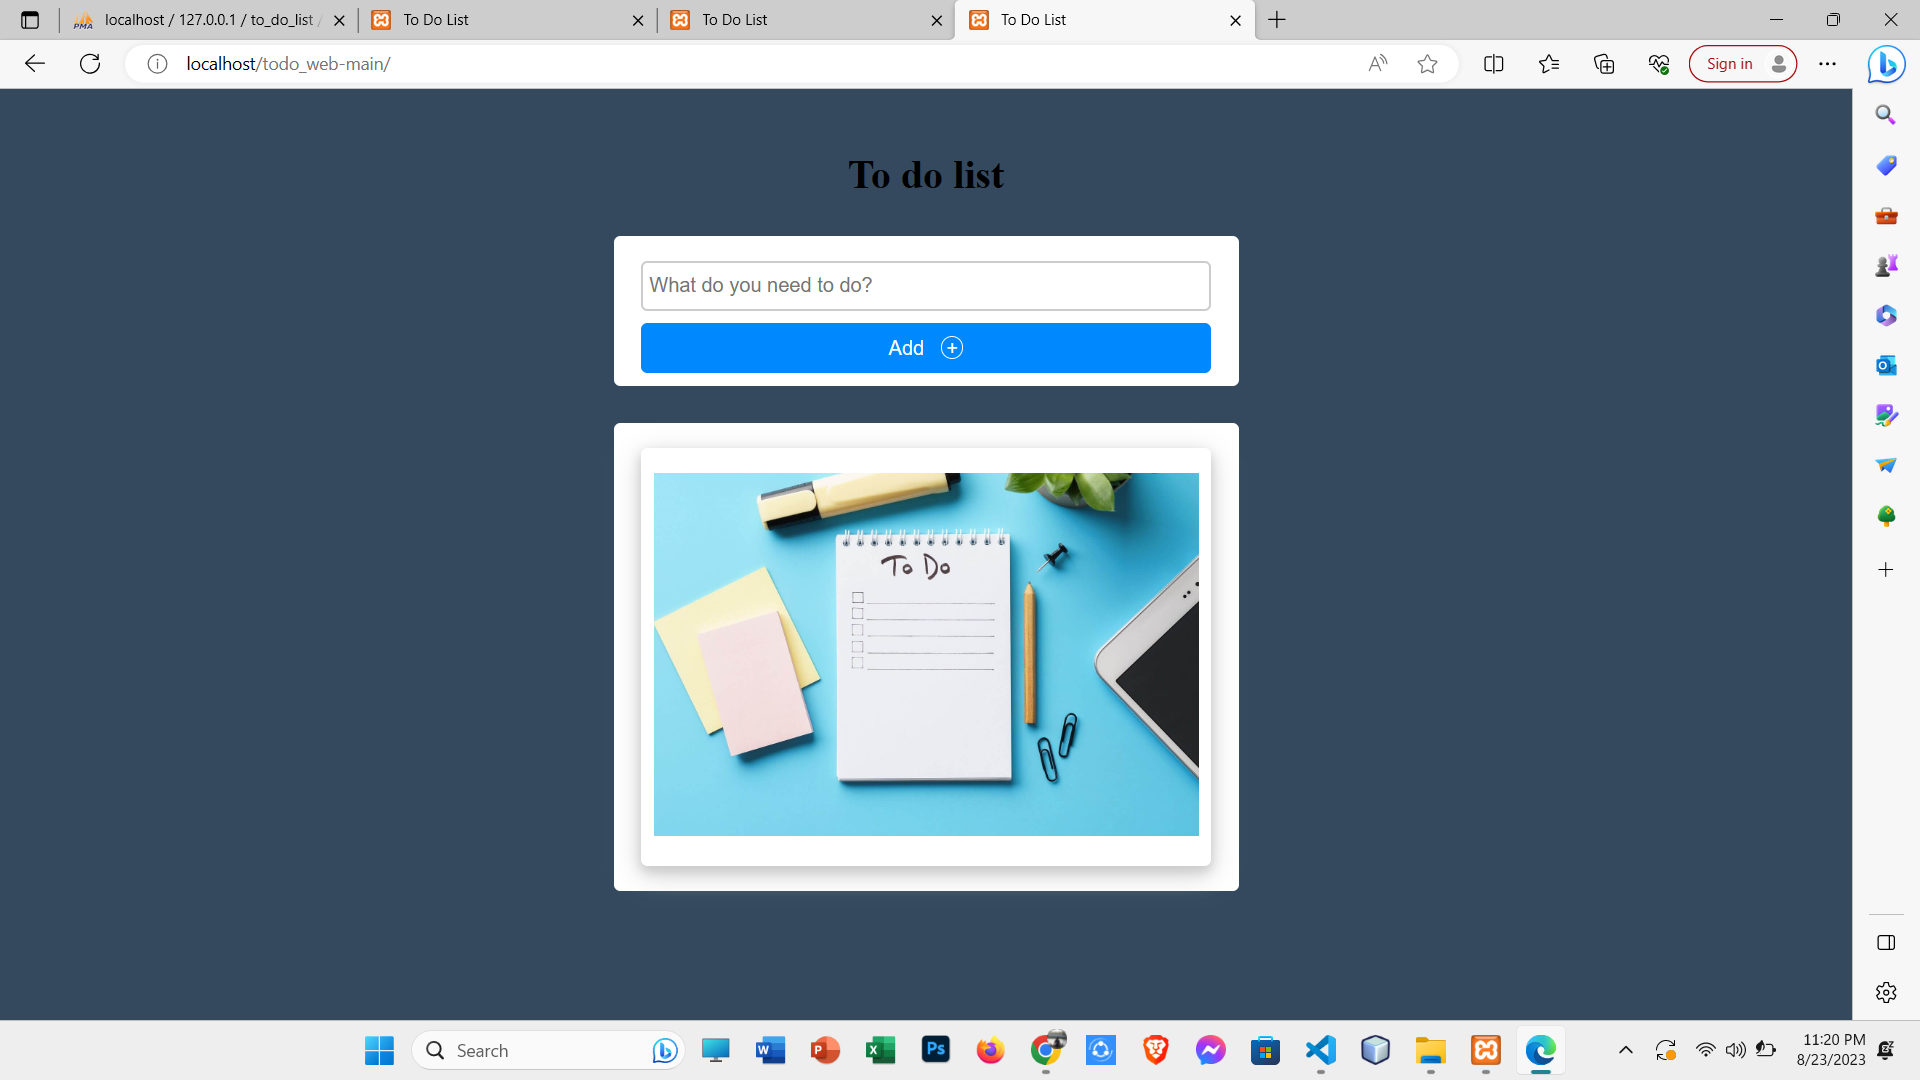 localhost / 127.0.0.1 / to_do_list /
To Do List
To Do List
To Do List
localhost/todo_web-main/
Sign in
To do list
What do you need to do?
Add
To Do
Search
11:20 PM
8/23/2023